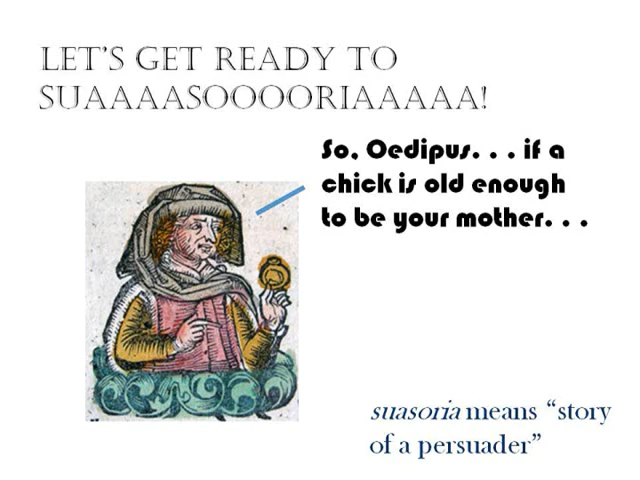 LET'S GET READY TO
SUAAAASOOOORIAAAAA!
So, Oedipus. . . if a
chick is old enough
to be your mother. . .
suasoria means “story
of a persuader”